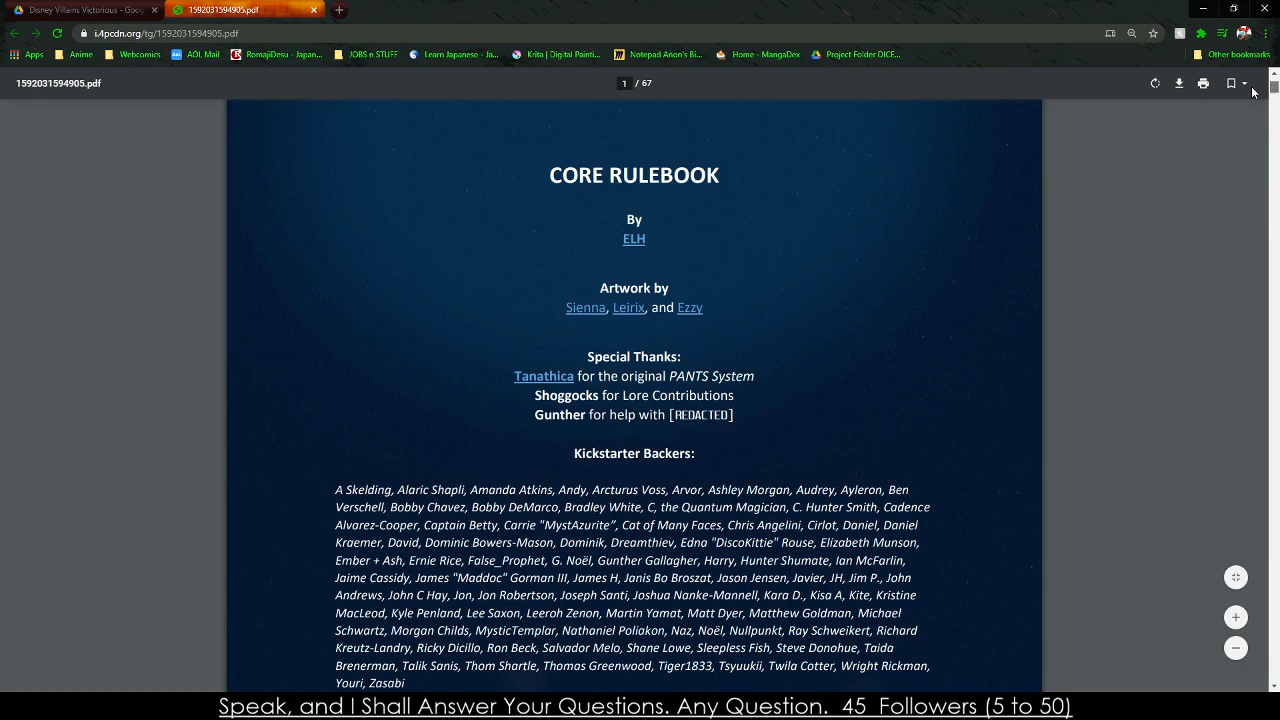 Disney Villains Victorious - Goog
1592031594905.pdf
i.4pcdn.org/tg/1592031594905.pdf
Apps
Anime
WebComics
AOL Mail
RomajiDesu - Japan...
JOBS n STUFF
Learn Japanese - Ja...
Krita | Digital Painti...
Notepad Anon's Bi...
Home - MangaDex
Project Folder DICE...
Other bookmarks
1592031594905.pdf
1 / 67
CORE RULEBOOK
By
ELH
Artwork by
Sienna, Leirix, and Ezzy
Special Thanks:
Tanathica for the original PANTS System
Shoggocks for Lore Contributions
Gunther for help with [REDACTED]
Kickstarter Backers:
A Skelding, Alaric Shapli, Amanda Atkins, Andy, Arcturus Voss, Arvor, Ashley Morgan, Audrey, Ayleron, Ben
Verschell, Bobby Chavez, Bobby DeMarco, Bradley White, C, the Quantum Magician, C. Hunter Smith, Cadence
Alvarez-Cooper, Captain Betty, Carrie "MystAzurite", Cat of Many Faces, Chris Angelini, Cirlot, Daniel, Daniel
Kraemer, David, Dominic Bowers-Mason, Dominik, Dreamthiev, Edna "DiscoKittie" Rouse, Elizabeth Munson,
Ember + Ash, Ernie Rice, False_Prophet, G. Noël, Gunther Gallagher, Harry, Hunter Shumate, Ian McFarlin,
Jaime Cassidy, James "Maddoc" Gorman III, James H, Janis Bo Broszat, Jason Jensen, Javier, JH, Jim P., John
Andrews, John C Hay, Jon, Jon Robertson, Joseph Santi, Joshua Nanke-Mannell, Kara D., Kisa A, Kite, Kristine
MacLeod, Kyle Penland, Lee Saxon, Leeroh Zenon, Martin Yamat, Matt Dyer, Matthew Goldman, Michael
Schwartz, Morgan Childs, MysticTemplar, Nathaniel Poliakon, Naz, Noël, Nullpunkt, Ray Schweikert, Richard
Kreutz-Landry, Ricky Dicillo, Ron Beck, Salvador Melo, Shane Lowe, Sleepless Fish, Steve Donohue, Taida
Brenerman, Talik Sanis, Thom Shartle, Thomas Greenwood, Tiger1833, Tsyuukii, Twila Cotter, Wright Rickman,
Youri, Zasabi
Speak, and I Shall Answer Your Questions. Any Question. 45 Followers (5 to 50)